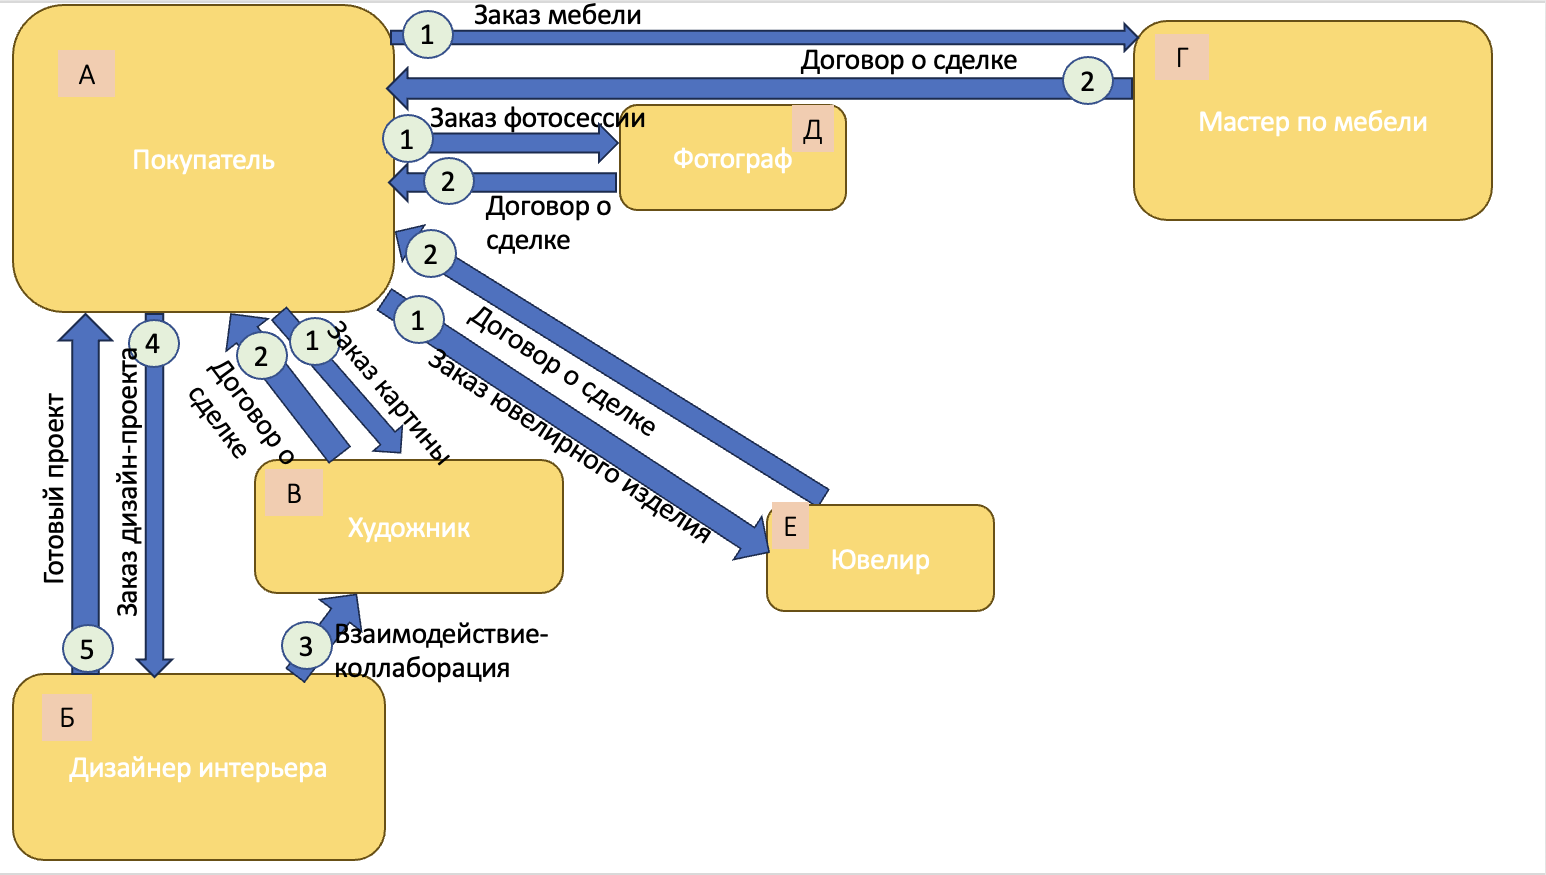 Заказ мебели
1
А
Г
Договор о сделке
2
Мастер по мебели
Покупатель
Заказ фотосессии
1
Д
Фотограф
2
Договор о
сделке
2
1
Договор о сделке
Заказ ювелирного изделия
4
2
1
Заказ картины
Договор о
сделке
Готовый проект
Заказ дизайн-проекта
В
Художник
Е
Ювелир
5
3
Взаимодействие-
коллаборация
Б
Дизайнер интерьера